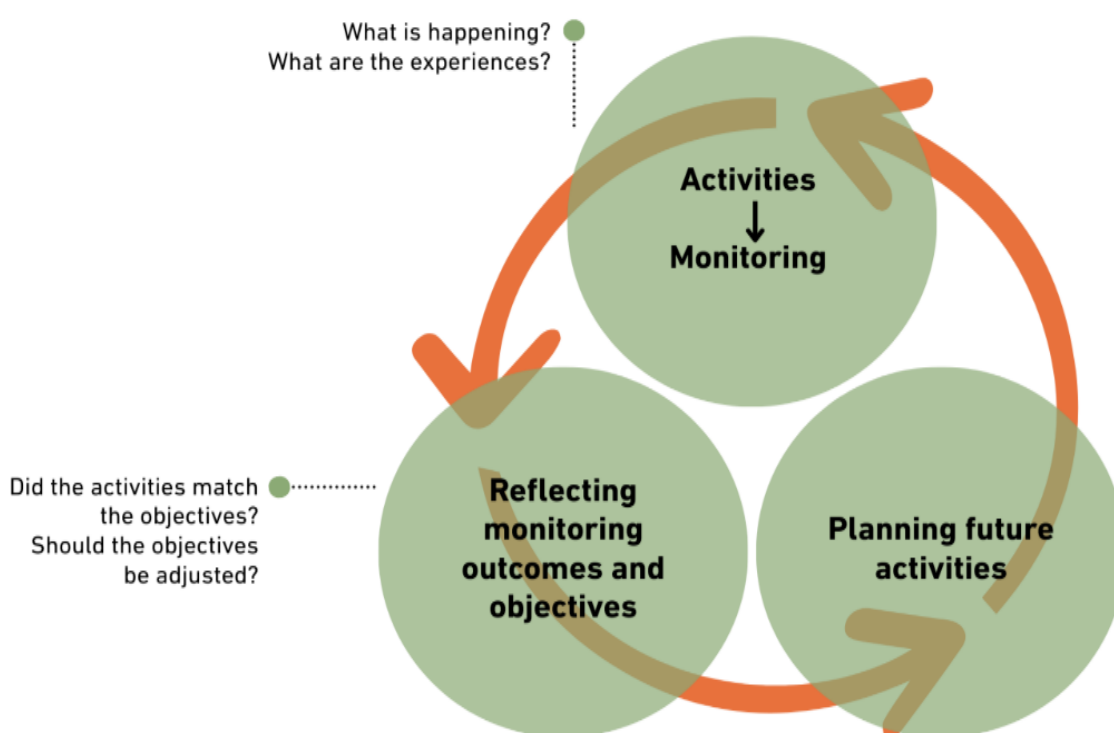 What is happening?
What are the experiences?
Activities
Monitoring
Did the activities match
the objectives?
Should the objectives
be adjusted?
Reflecting
monitoring
outcomes and
objectives
Planning future
activities